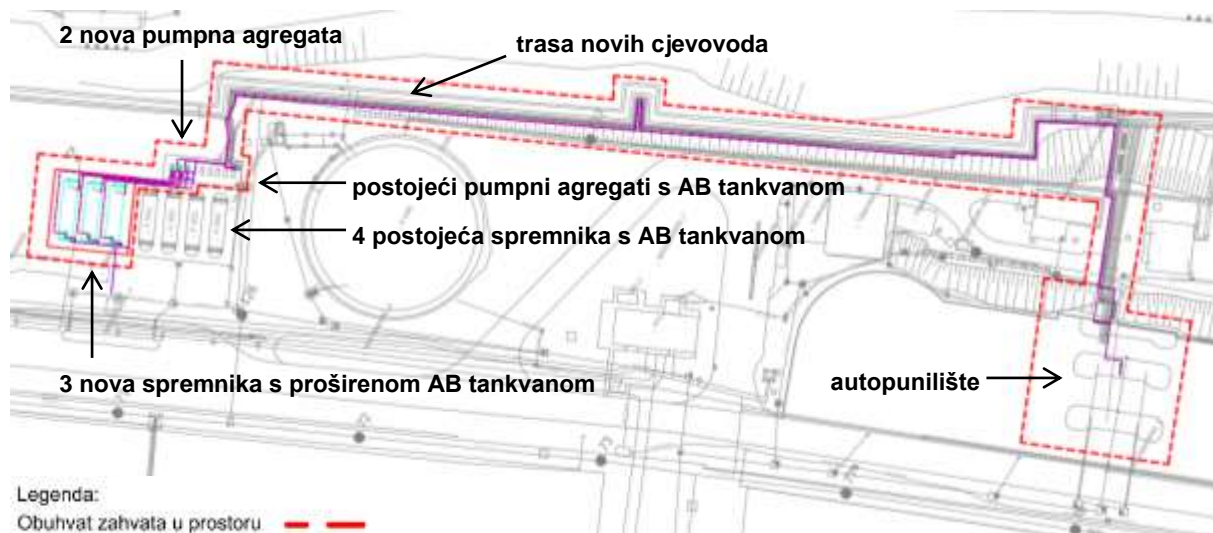 2 nova pumpna agregata
trasa novih cjevovoda
postojeći pumpni agregati s AB tankvanom
4 postojeća spremnika s AB tankvanom
3 nova spremnika s proširenom AB tankvanom
autopunilište
Legenda:
Obuhvat zahvata u prostoru